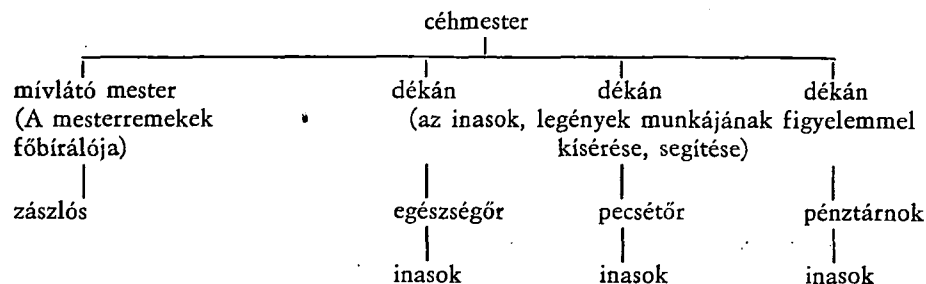 céhmester
mívlátó mester dékán dékán dékán
(A mesterremekek (az inasok, legények munkájának figyelemmel
főbírálója) kísérése, segítése)
zászlós egészségőr pecsétőr pénztárnok
inasok inasok inasok